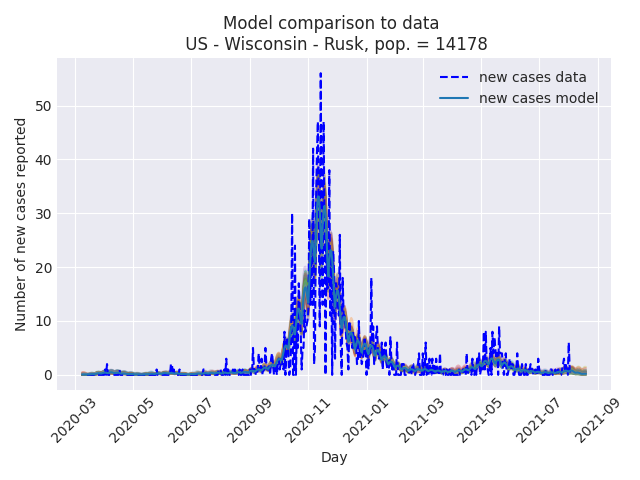 Model comparison to data
US - Wisconsin - Rusk, pop. = 14178
new cases data
new cases model
Number of new cases reported
50
40
30
20
10
0
2020-03
2020-05
2020-07
2020-09
2020-11
2021-01
2021-03
2021-05
2021-07
2021-09
Day